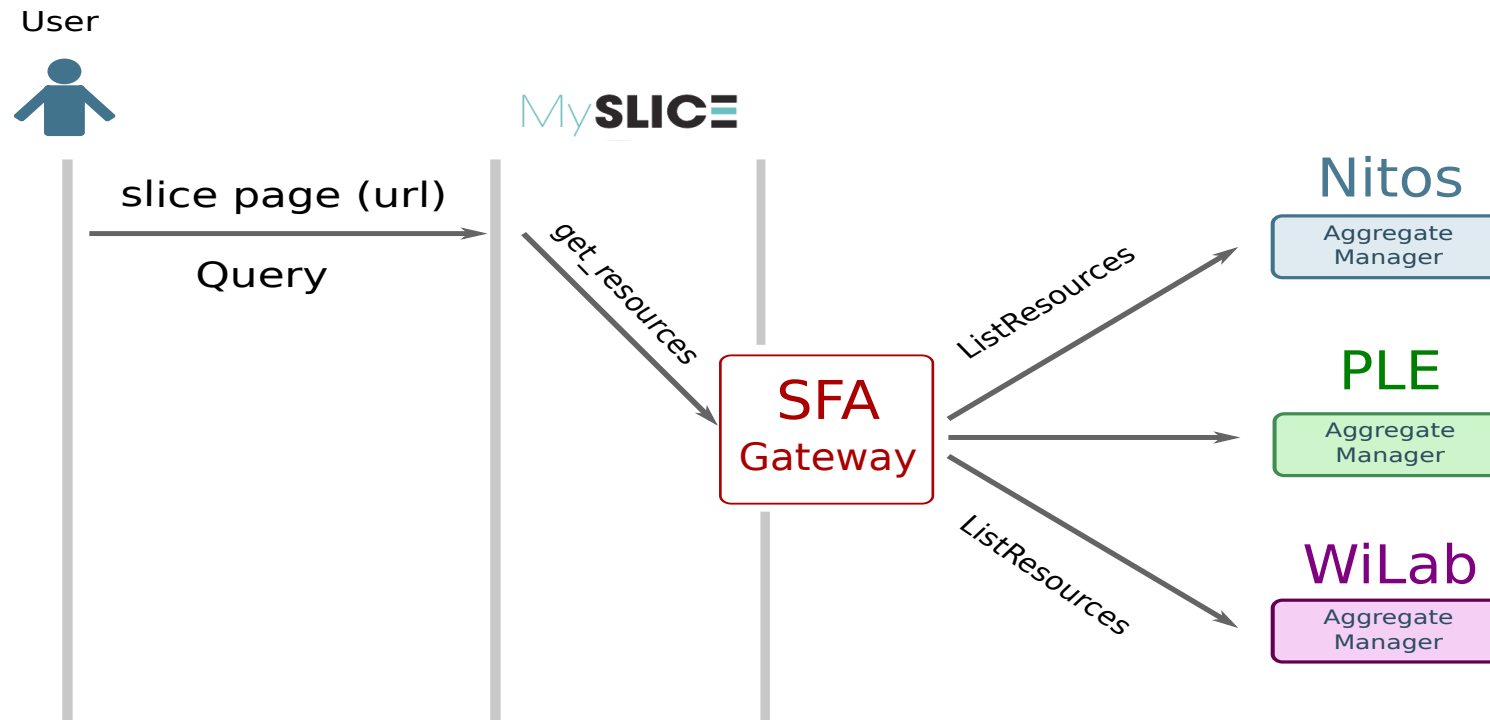 User
MySLICE
slice page (url)
Query
get_resources
SFA
Gateway
ListResources
ListResources
Nitos
Aggregate
Manager
PLE
Aggregate
Manager
WiLab
Aggregate
Manager